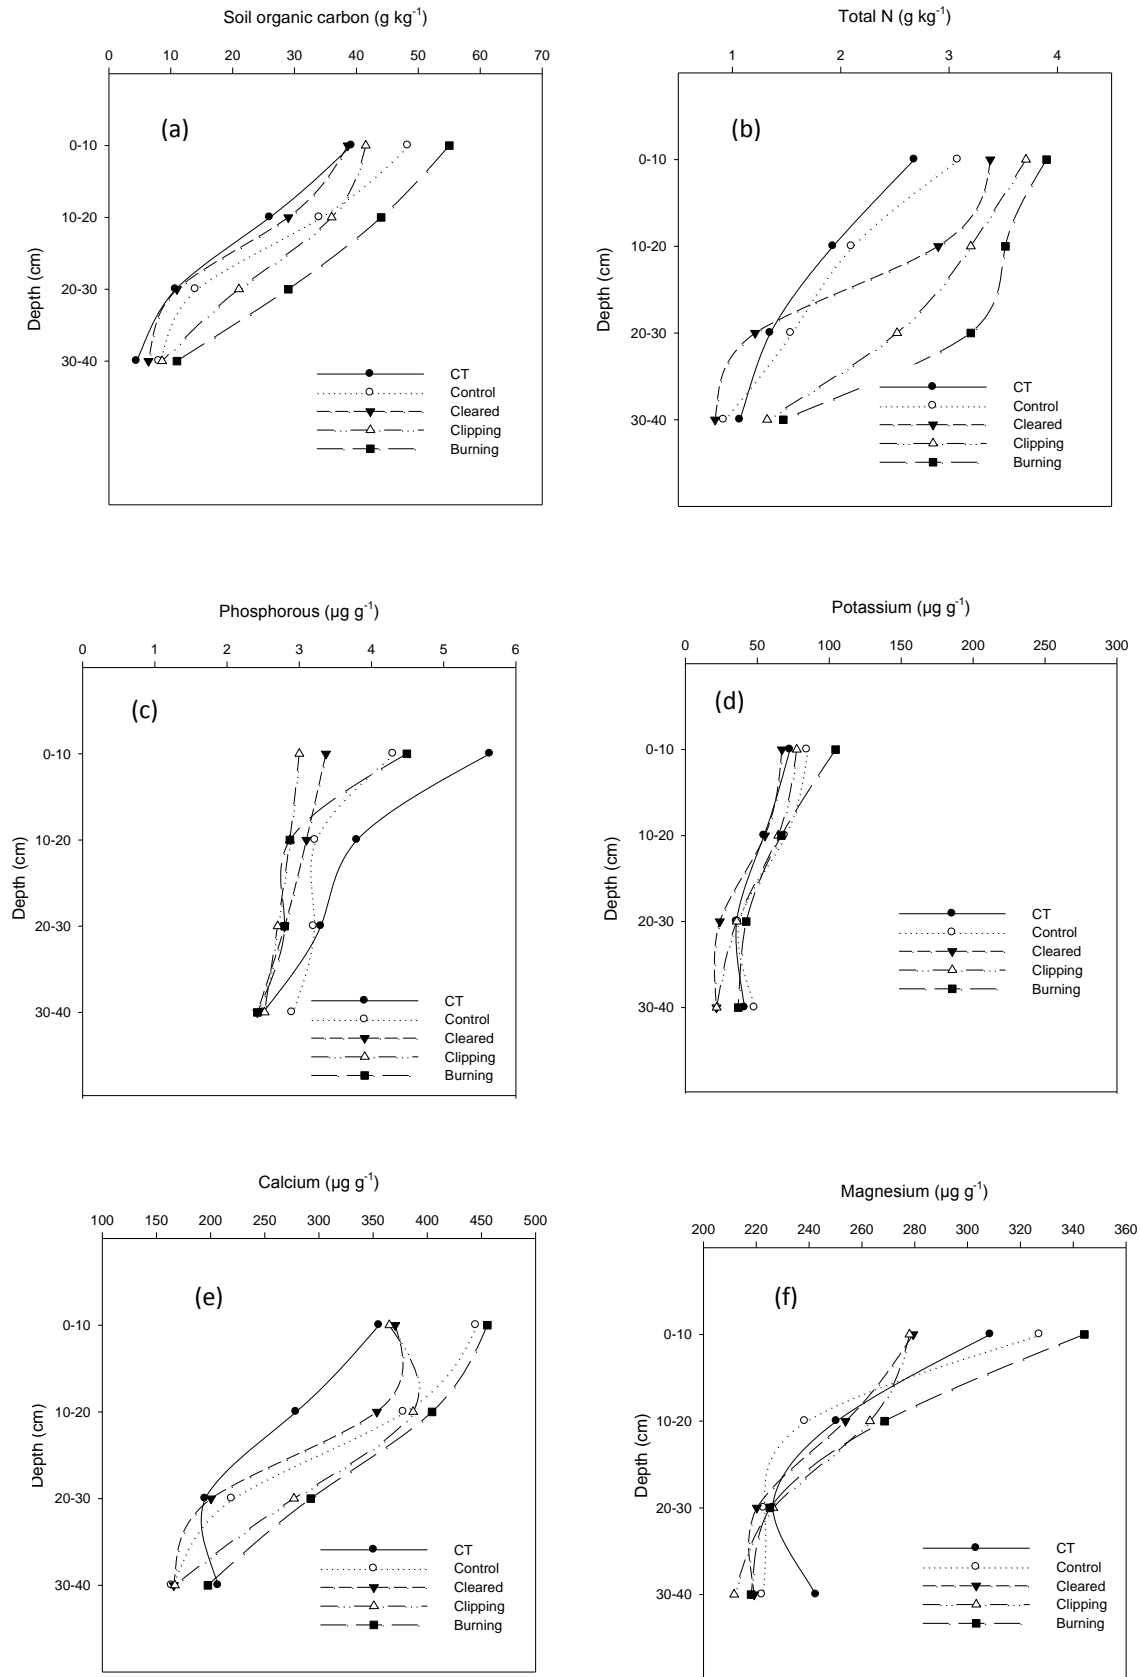 Soil organic carbon (g kg-1)
0 10 20 30 40 50 60 70
(a)
0-10
10-20
20-30
30-40
Depth (cm)
CT
Control
Cleared
Clipping
Burning
Total N (g kg-1)
1 2 3 4
(b)
0-10
10-20
20-30
30-40
Depth (cm)
CT
Control
Cleared
Clipping
Burning
Phosphorous (µg g-1)
0 1 2 3 4 5 6
(c)
0-10
10-20
20-30
30-40
Depth (cm)
CT
Control
Cleared
Clipping
Burning
Potassium (µg g-1)
0 50 100 150 200 250 300
(d)
0-10
10-20
20-30
30-40
Depth (cm)
CT
Control
Cleared
Clipping
Burning
Calcium (µg g-1)
100 150 200 250 300 350 400 450 500
(e)
0-10
10-20
20-30
30-40
Depth (cm)
CT
Control
Cleared
Clipping
Burning
Magnesium (µg g-1)
200 220 240 260 280 300 320 340 360
(f)
0-10
10-20
20-30
30-40
Depth (cm)
CT
Control
Cleared
Clipping
Burning